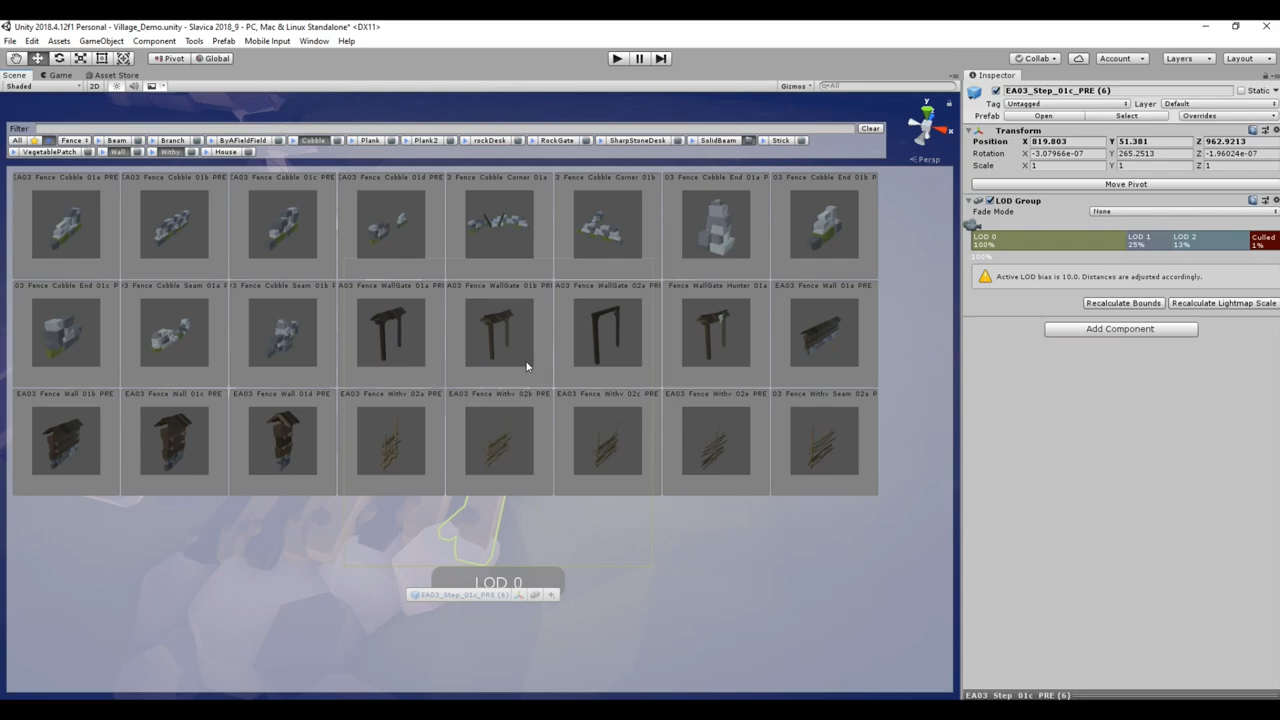 Unity 2018.4.12f1 Personal - Village_Demo.unity - Slavica 2018_9 - PC, Mac & Linux Standalone* <DX11>
File Edit Assets GameObject Component Tools Prefab Mobile Input Window Help
Pivot Global Collab Account Layers Layout
Scene Game Asset Store
Shaded 2D Gizmos All
Filter Clear
All Fence Beam Branch ByAFieldField Cobble Plank Plank2 rockDesk RockGate SharpStoneDesk SolidBeam Stick
VegetablePatch Wall Withy House
y
Persp
EA03 Fence Cobble 01a P EA03 Fence Cobble 01b P EA03 Fence Cobble 01c P EA03 Fence Cobble 01d PRE 3 Fence Cobble Corner 01a 3 Fence Cobble Corner 01b 03 Fence Cobble End 01a P 03 Fence Cobble End 01b P
03 Fence Cobble End 01c P 3 Fence Cobble Seam 01a P 3 Fence Cobble Seam 01b P A03 Fence WallGate 01a PRE A03 Fence WallGate 01b PRE A03 Fence WallGate 02a PRE Fence WallGate Hunter 01a EA03 Fence Wall 01a PRE
EA03 Fence Wall 01b PRE EA03 Fence Wall 01c PRE EA03 Fence Wall 01d PRE EA03 Fence Withy 02a PRE EA03 Fence Withy 02b PRE EA03 Fence Withy 02c PRE EA03 Fence Withy 02 PRE 03 Fence Withy Seam 02a P
LOD 0
EA03_Step_01c_PRE (6)
Inspector
EA03_Step_01c_PRE (6) Static
Tag Untagged Layer Default
Prefab Open Select Overrides
Transform
Position X 819.803 Y 51.381 Z 962.9213
Rotation X -3.07966e-07 Y 265.2513 Z -1.96024e-07
Scale X 1 Y 1 Z 1
Move Pivot
LOD Group
Fade Mode None
LOD 0 LOD 1 LOD 2 Culled
100% 25% 13% 1%
100%
Active LOD bias is 10.0. Distances are adjusted accordingly.
Recalculate Bounds Recalculate Lightmap Scale
Add Component
EA03 Step 01c PRE (6)